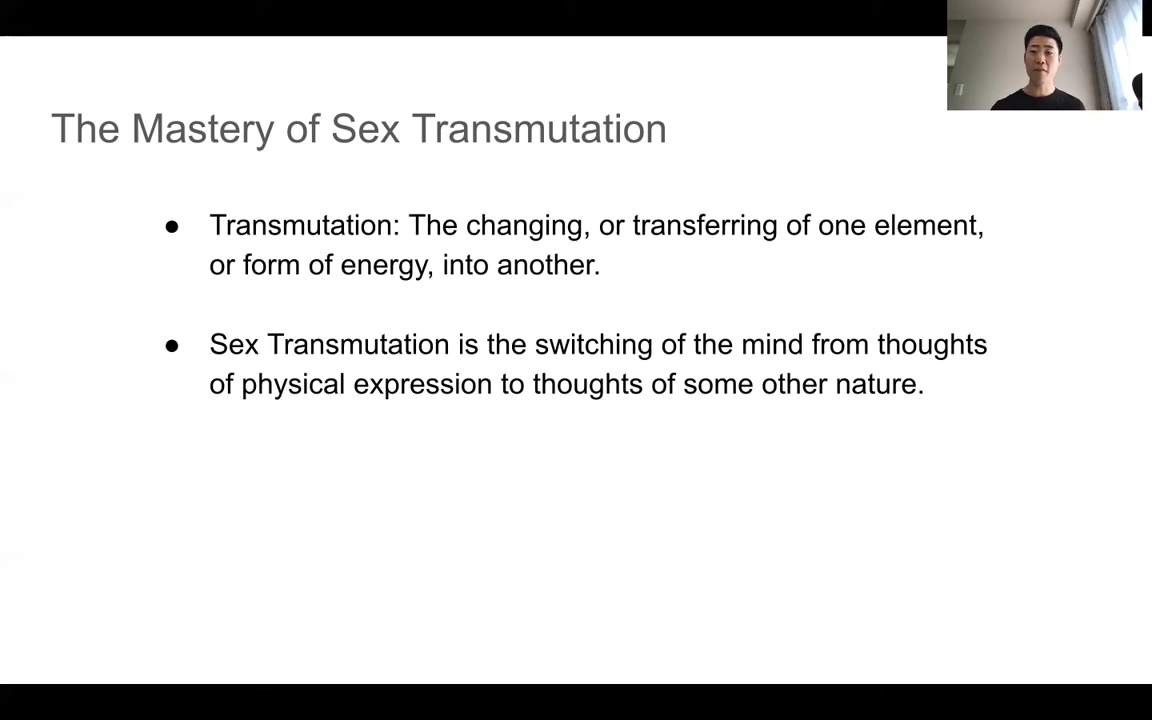 The Mastery of Sex Transmutation
● Transmutation: The changing, or transferring of one element,
or form of energy, into another.
● Sex Transmutation is the switching of the mind from thoughts
of physical expression to thoughts of some other nature.